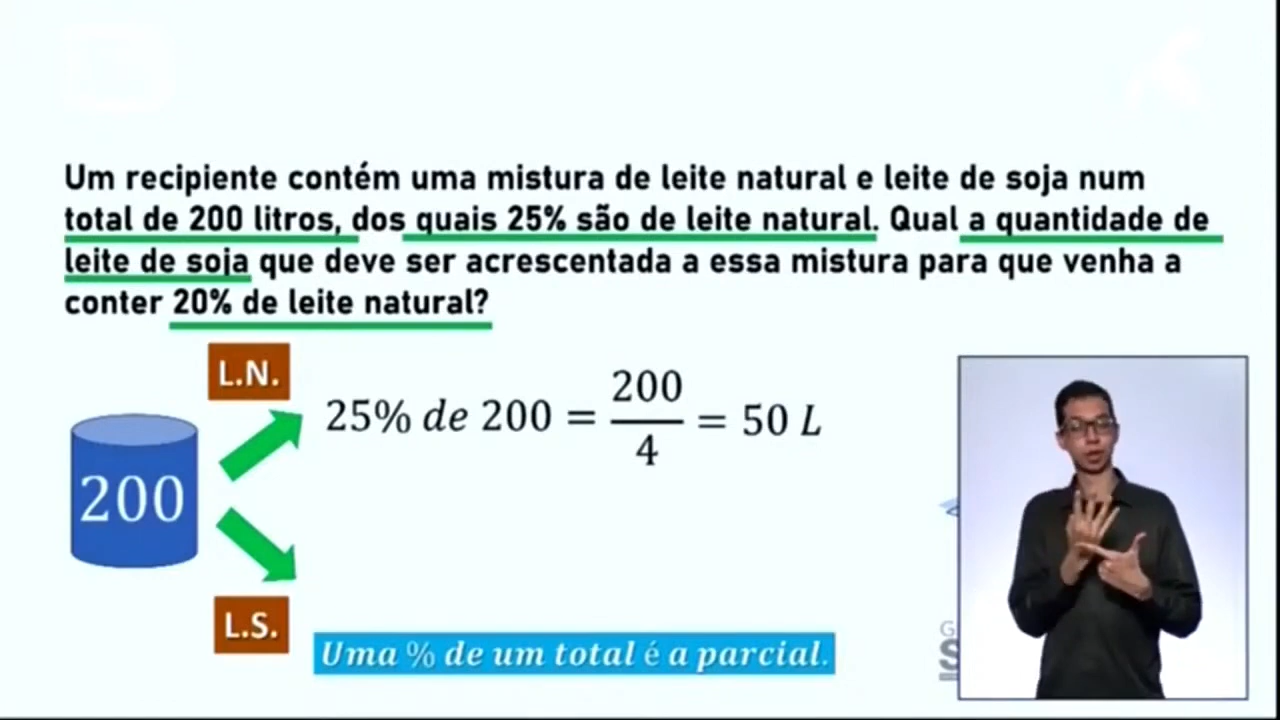 Um recipiente contém uma mistura de leite natural e leite de soja num
total de 200 litros, dos quais 25% são de leite natural. Qual a quantidade de
leite de soja que deve ser acrescentada a essa mistura para que venha a
conter 20% de leite natural?
L.N.
25% de 200 = 200/4 = 50 L
200
L.S.
Uma % de um total é a parcial.